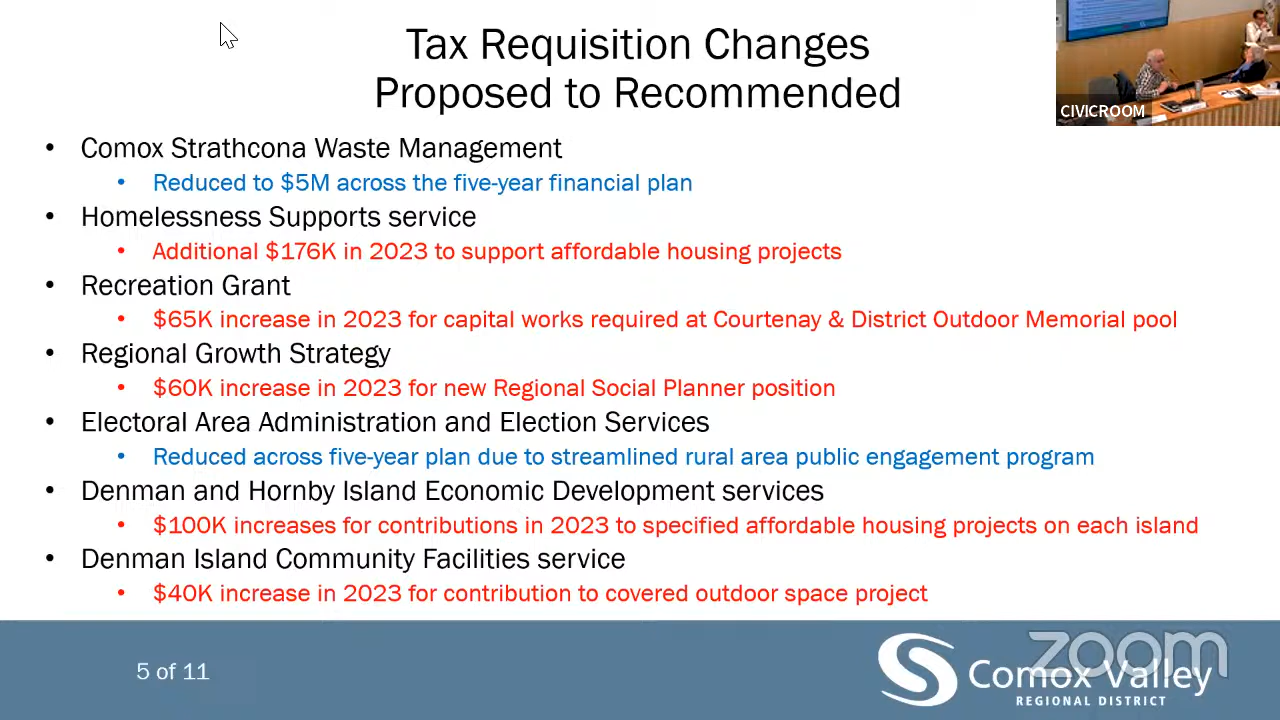 Tax Requisition Changes
Proposed to Recommended
CIVICROOM
• Comox Strathcona Waste Management
• Reduced to $5M across the five-year financial plan
• Homelessness Supports service
• Additional $176K in 2023 to support affordable housing projects
• Recreation Grant
• $65K increase in 2023 for capital works required at Courtenay & District Outdoor Memorial pool
• Regional Growth Strategy
• $60K increase in 2023 for new Regional Social Planner position
• Electoral Area Administration and Election Services
• Reduced across five-year plan due to streamlined rural area public engagement program
• Denman and Hornby Island Economic Development services
• $100K increases for contributions in 2023 to specified affordable housing projects on each island
• Denman Island Community Facilities service
• $40K increase in 2023 for contribution to covered outdoor space project
5 of 11
zoom
Comox Valley
REGIONAL DISTRICT